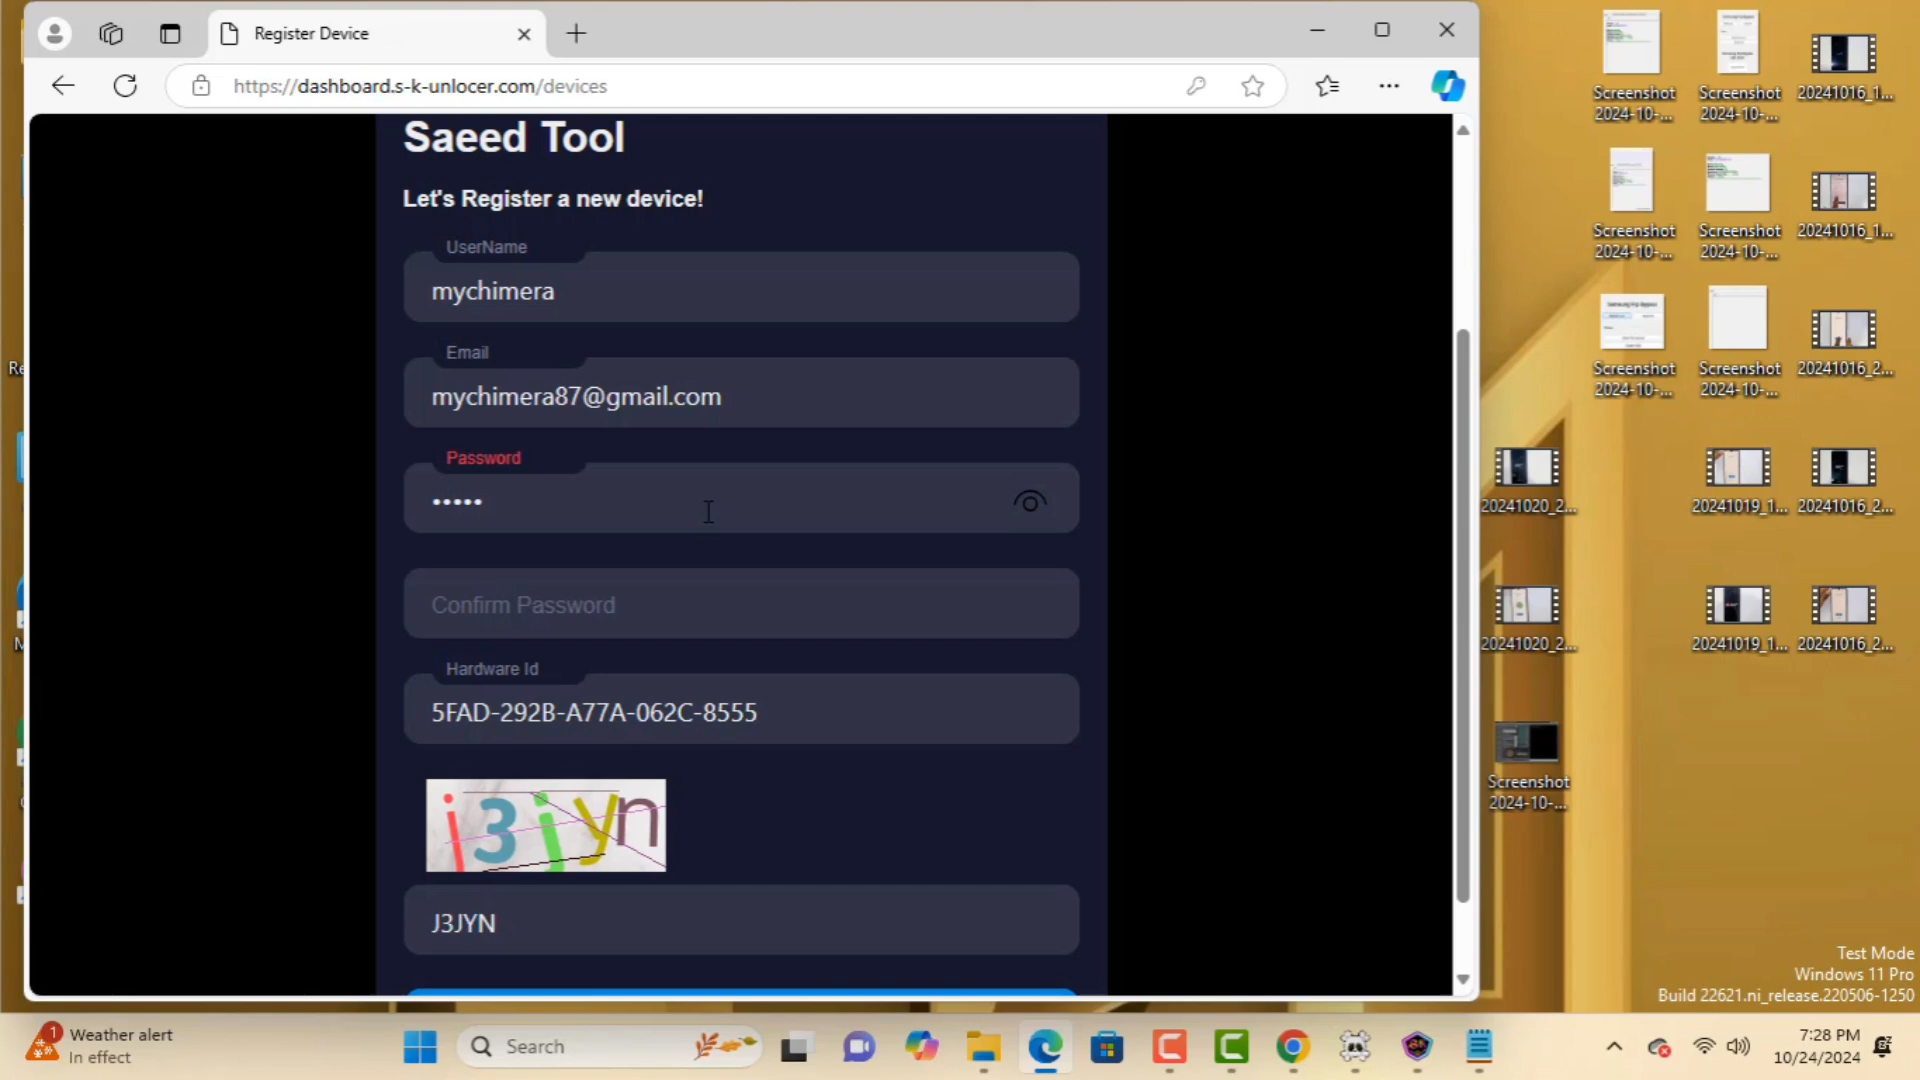 Register Device
https://dashboard.s-k-unlocer.com/devices
Saeed Tool
Let's Register a new device!
UserName
mychimera
Email
mychimera87@gmail.com
Password
•••••
Confirm Password
Hardware Id
5FAD-292B-A77A-062C-8555
j3jyn
J3JYN
Screenshot
2024-10-...
Screenshot
2024-10-...
20241016_1...
Screenshot
2024-10-...
Screenshot
2024-10-...
20241016_1...
Screenshot
2024-10-...
Screenshot
2024-10-...
20241016_2...
20241020_2...
20241019_1...
20241016_2...
20241020_2...
20241019_1...
20241016_2...
Screenshot
2024-10-...
Re
Test Mode
Windows 11 Pro
Build 22621.ni_release.220506-1250
1
Weather alert
In effect
Search
7:28 PM
10/24/2024